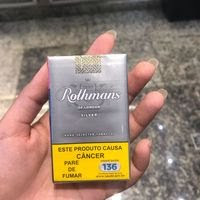 Rothmans
OF LONDON
SILVER
ESTE PRODUTO CAUSA
CÂNCER
PARE
DE
FUMAR
136